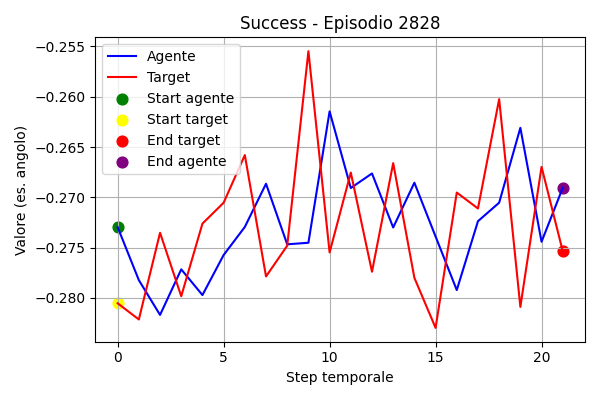 Success - Episodio 2828
Valore (es. angolo)
−0.255
−0.260
−0.265
−0.270
−0.275
−0.280
Agente
Target
Start agente
Start target
End target
End agente
0
5
10
15
20
Step temporale